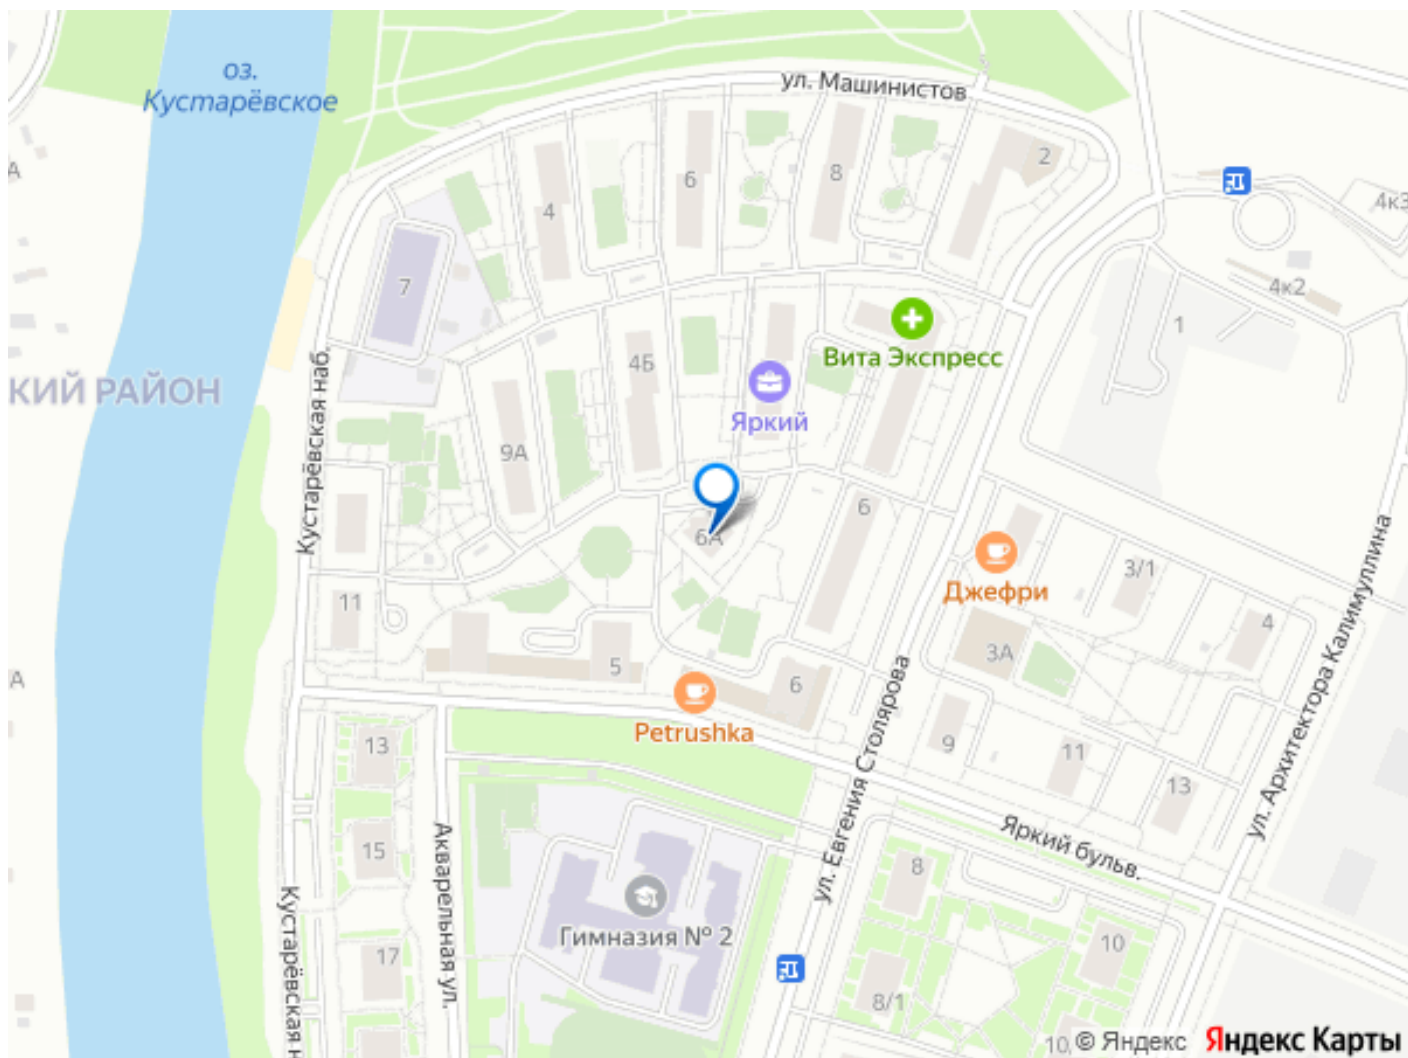 оз.
Кустарёвское
ул. Машинистов
А
4
6
8
2
4к3
4к2
7
1
Вита Экспресс
4Б
КИЙ РАЙОН
Яркий
Кустарёвская наб.
9А
6А
6
Джефри
3/1
11
4
3А
ул. Архитектора Калимуллина
А
5
6
Petrushka
ул. Евгения Столярова
13
9
11
13
15
Акварельная ул.
Яркий бульв.
8
Гимназия № 2
10
17
Кустарёвская н
8/1
10,
© Яндекс
Яндекс Карты